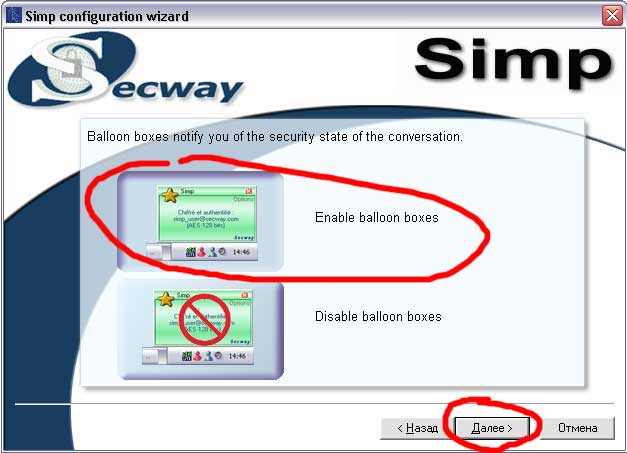 Simp configuration wizard
Secway
Simp
Balloon boxes notify you of the security state of the conversation.
Simp
Options
Chiffré et authentifié :
simp_user@secway.com
(AES-128 bits)
Secway
14:46
Enable balloon boxes
Simp
Options
Chiffré et authentifié :
simp_user@secway.com
(AES-128 bits)
Secway
14:46
Disable balloon boxes
< Назад
Далее >
Отмена